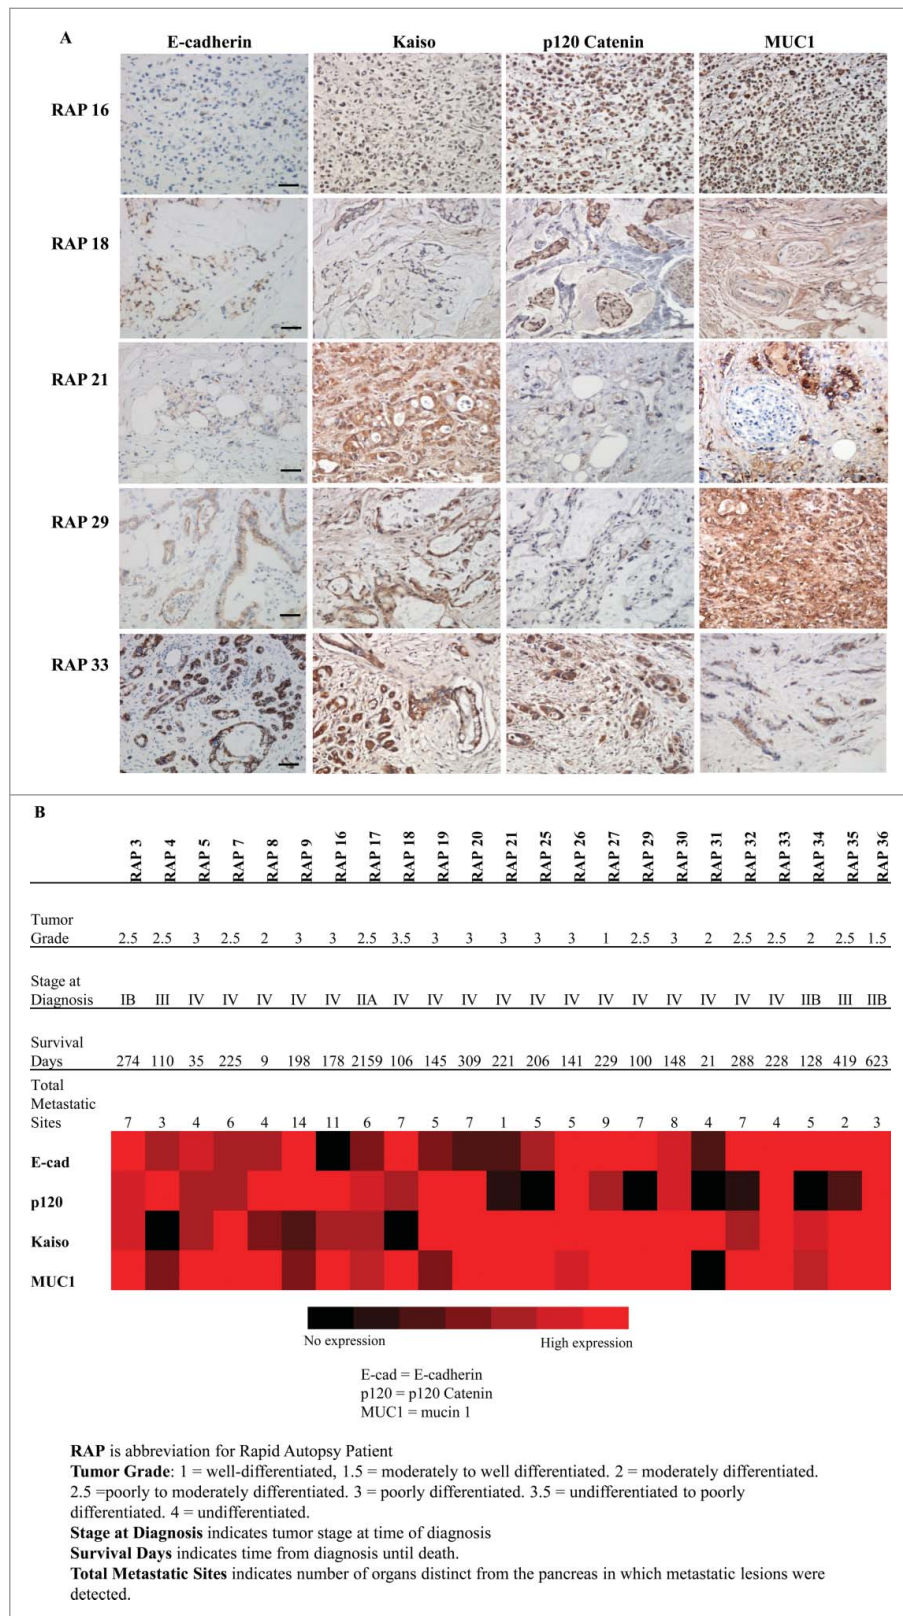 A
E-cadherin Kaiso p120 Catenin MUC1
RAP 16
RAP 18
RAP 21
RAP 29
RAP 33
B
RAP 3 RAP 4 RAP 5 RAP 7 RAP 8 RAP 9 RAP 16 RAP 17 RAP 18 RAP 19 RAP 20 RAP 21 RAP 25 RAP 26 RAP 27 RAP 29 RAP 30 RAP 31 RAP 32 RAP 33 RAP 34 RAP 35 RAP 36
Tumor
Grade 2.5 2.5 3 2.5 2 3 3 2.5 3.5 3 3 3 3 3 1 2.5 3 2 2.5 2.5 2 2.5 1.5
Stage at
Diagnosis IB III IV IV IV IV IV IIA IV IV IV IV IV IV IV IV IV IV IV IV IIB III IIB
Survival
Days 274 110 35 225 9 198 178 2159 106 145 309 221 206 141 229 100 148 21 288 228 128 419 623
Total
Metastatic
Sites 7 3 4 6 4 14 11 6 7 5 7 1 5 5 9 7 8 4 7 7 5 2 3
E-cad
p120
Kaiso
MUC1
No expression High expression
E-cad = E-cadherin
p120 = p120 Catenin
MUC1 = mucin 1
RAP is abbreviation for Rapid Autopsy Patient
Tumor Grade: 1 = well-differentiated, 1.5 = moderately to well differentiated. 2 = moderately differentiated.
2.5 =poorly to moderately differentiated. 3 = poorly differentiated. 3.5 = undifferentiated to poorly
differentiated. 4 = undifferentiated.
Stage at Diagnosis indicates tumor stage at time of diagnosis
Survival Days indicates time from diagnosis until death.
Total Metastatic Sites indicates number of organs distinct from the pancreas in which metastatic lesions were
detected.